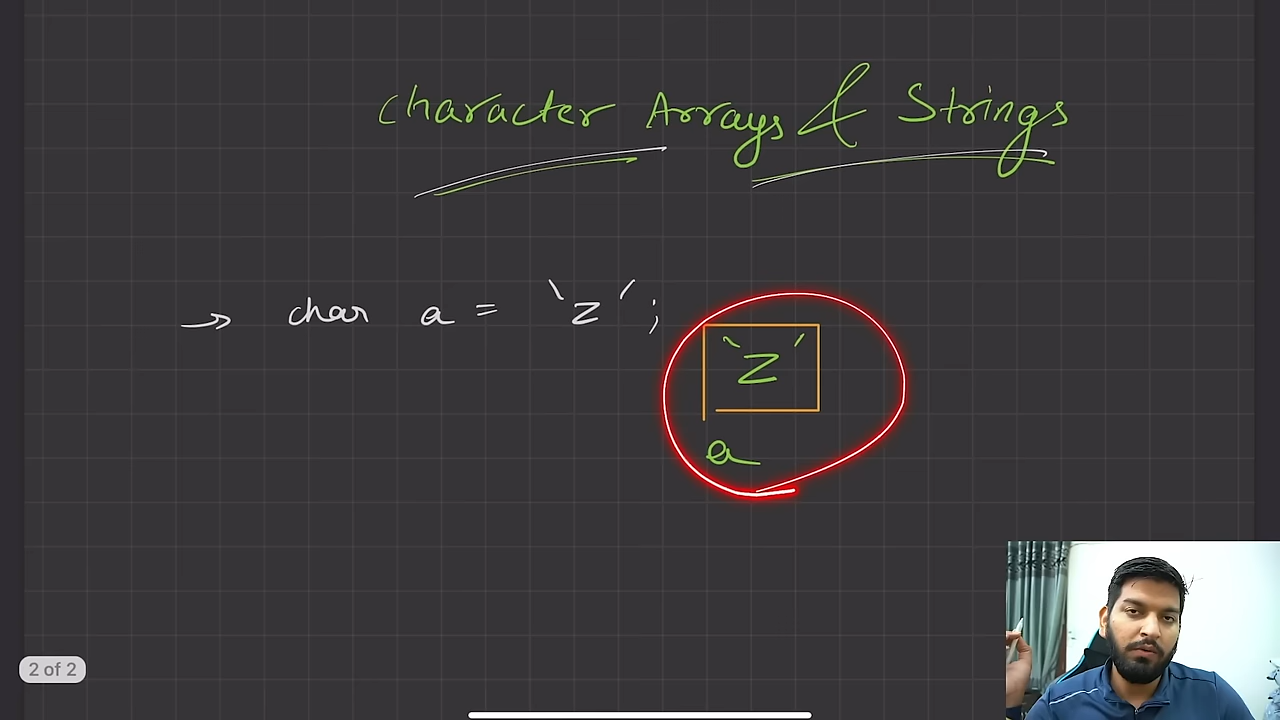 Character Arrays & Strings
→ char a = 'z';
'z'
a
2 of 2